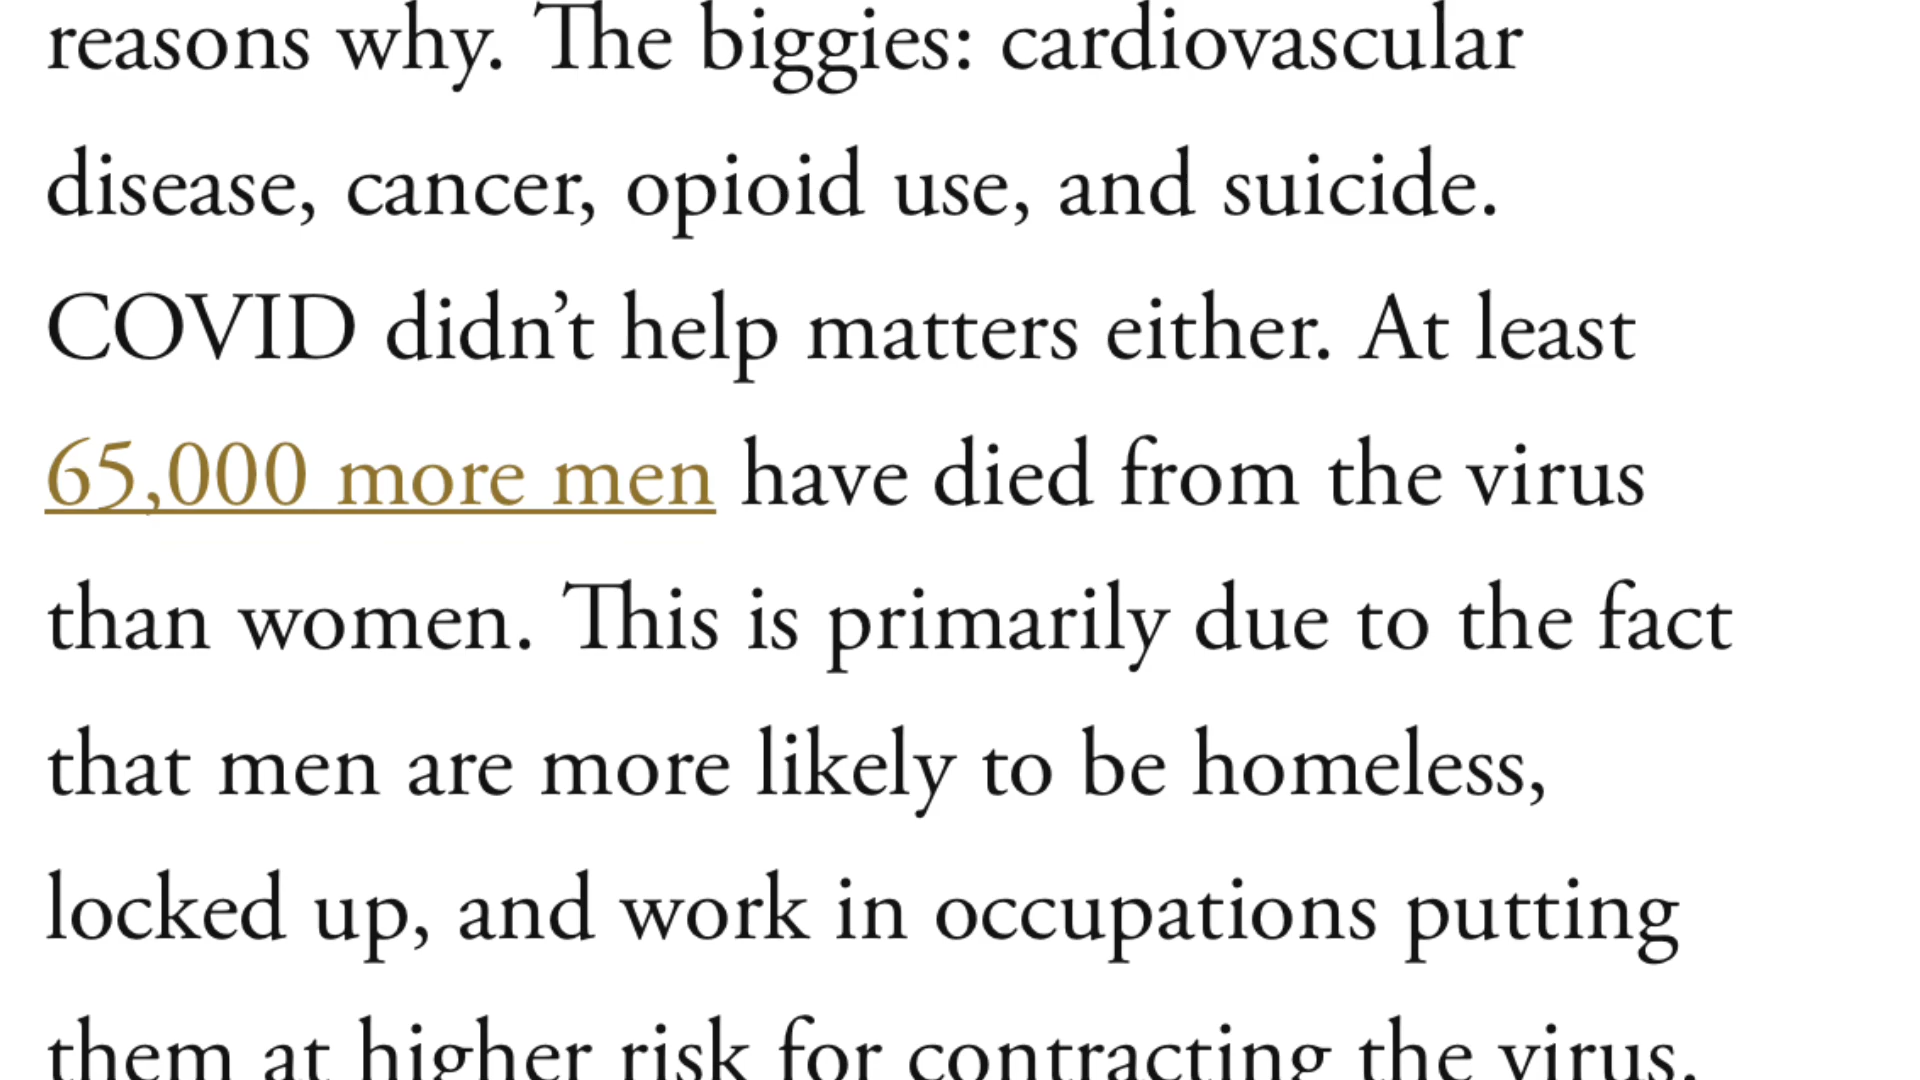 reasons why. The biggies: cardiovascular
disease, cancer, opioid use, and suicide.
COVID didn’t help matters either. At least
65,000 more men have died from the virus
than women. This is primarily due to the fact
that men are more likely to be homeless,
locked up, and work in occupations putting
them at higher risk for contracting the virus.